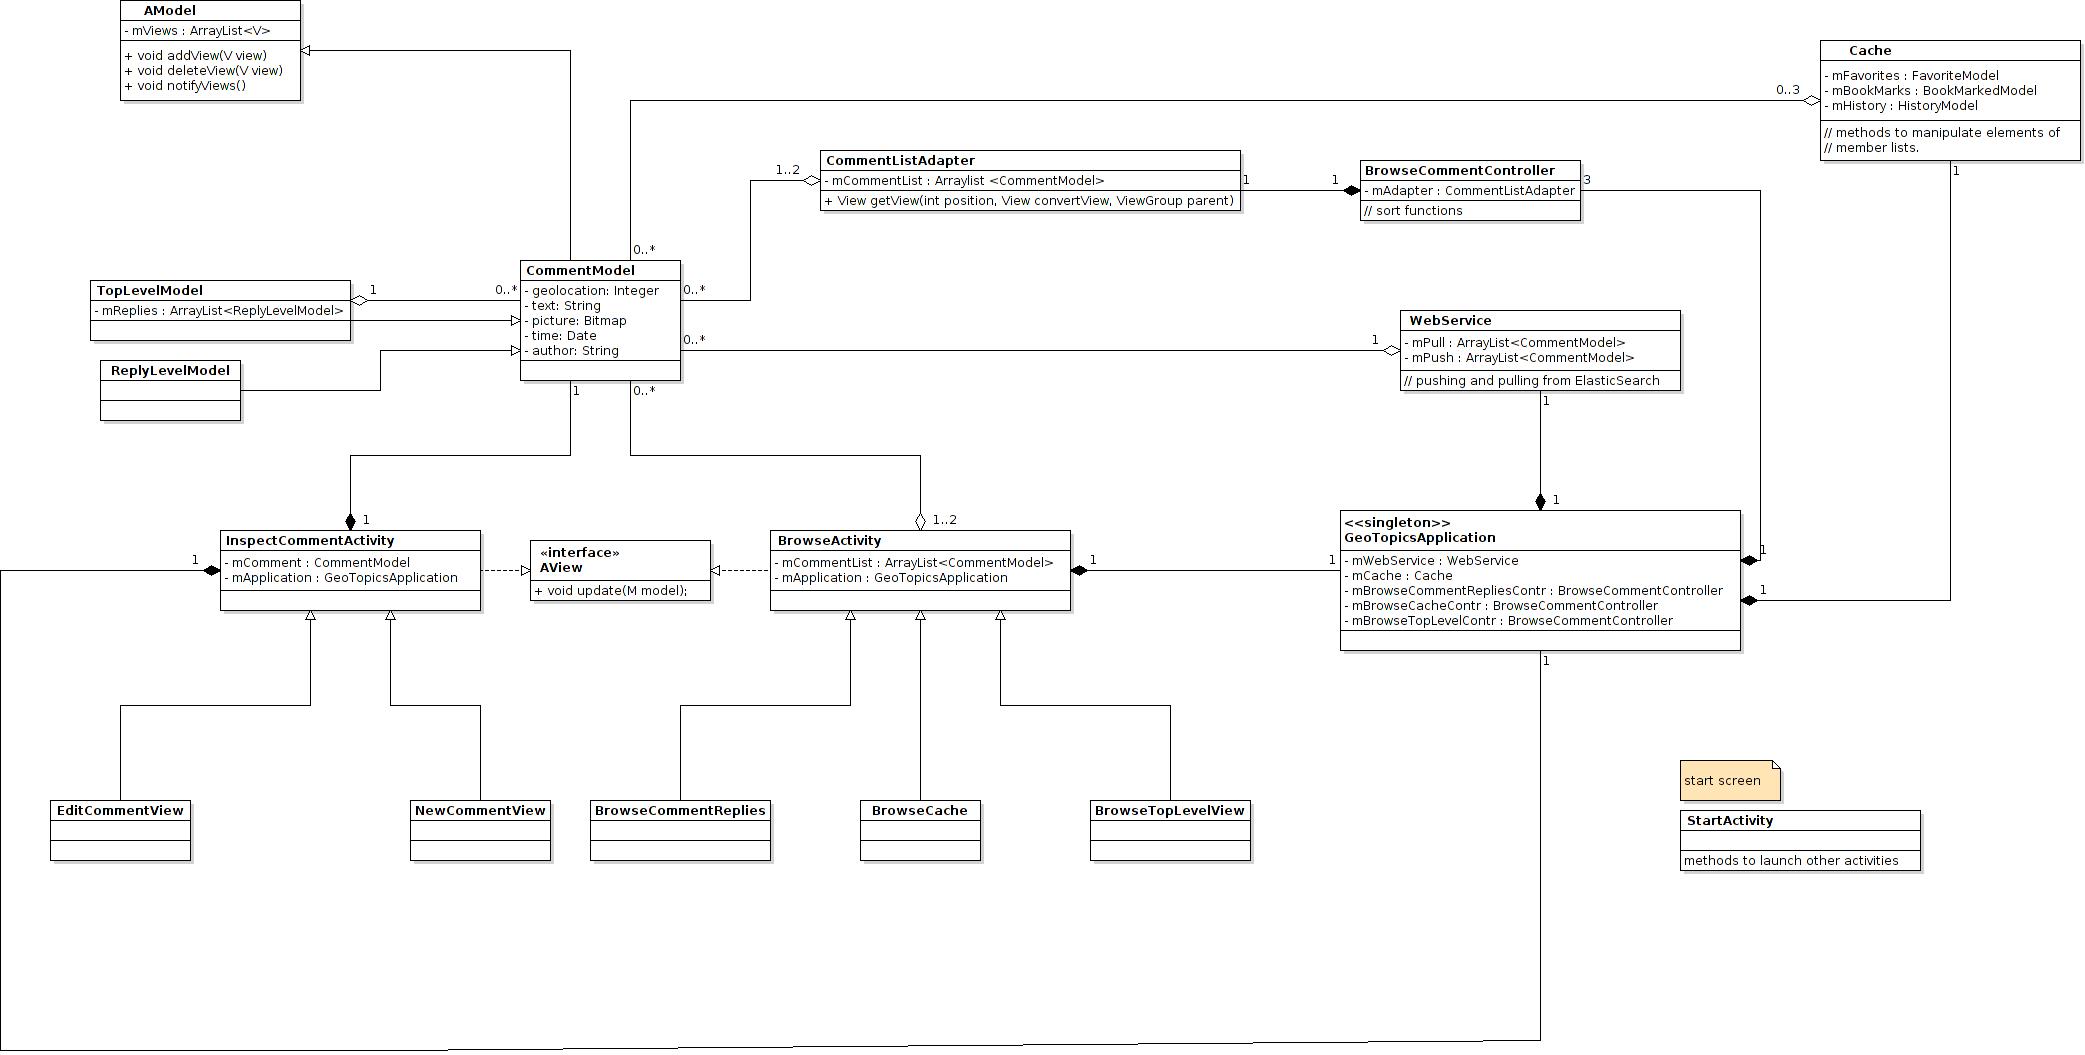 AModel
- mViews : ArrayList<V>
+ void addView(V view)
+ void deleteView(V view)
+ void notifyViews()
Cache
- mFavorites : FavoriteModel
- mBookMarks : BookMarkedModel
- mHistory : HistoryModel
// methods to manipulate elements of
// member lists.
0..3
1
CommentListAdapter
- mCommentList : Arraylist <CommentModel>
+ View getView(int position, View convertView, ViewGroup parent)
1..2
1
1
BrowseCommentController
- mAdapter : CommentListAdapter
// sort functions
3
0..*
CommentModel
- geolocation: Integer
- text: String
- picture: Bitmap
- time: Date
- author: String
0..*
0..*
0..*
1
0..*
TopLevelModel
- mReplies : ArrayList<ReplyLevelModel>
1
ReplyLevelModel
WebService
- mPull : ArrayList<CommentModel>
- mPush : ArrayList<CommentModel>
// pushing and pulling from ElasticSearch
1
1
1
InspectCommentActivity
- mComment : CommentModel
- mApplication : GeoTopicsApplication
1
1
«interface»
AView
+ void update(M model);
BrowseActivity
- mCommentList : ArrayList<CommentModel>
- mApplication : GeoTopicsApplication
1..2
1
1
<<singleton>>
GeoTopicsApplication
- mWebService : WebService
- mCache : Cache
- mBrowseCommentRepliesContr : BrowseCommentController
- mBrowseCacheContr : BrowseCommentController
- mBrowseTopLevelContr : BrowseCommentController
1
1
1
EditCommentView
NewCommentView
BrowseCommentReplies
BrowseCache
BrowseTopLevelView
start screen
StartActivity
methods to launch other activities